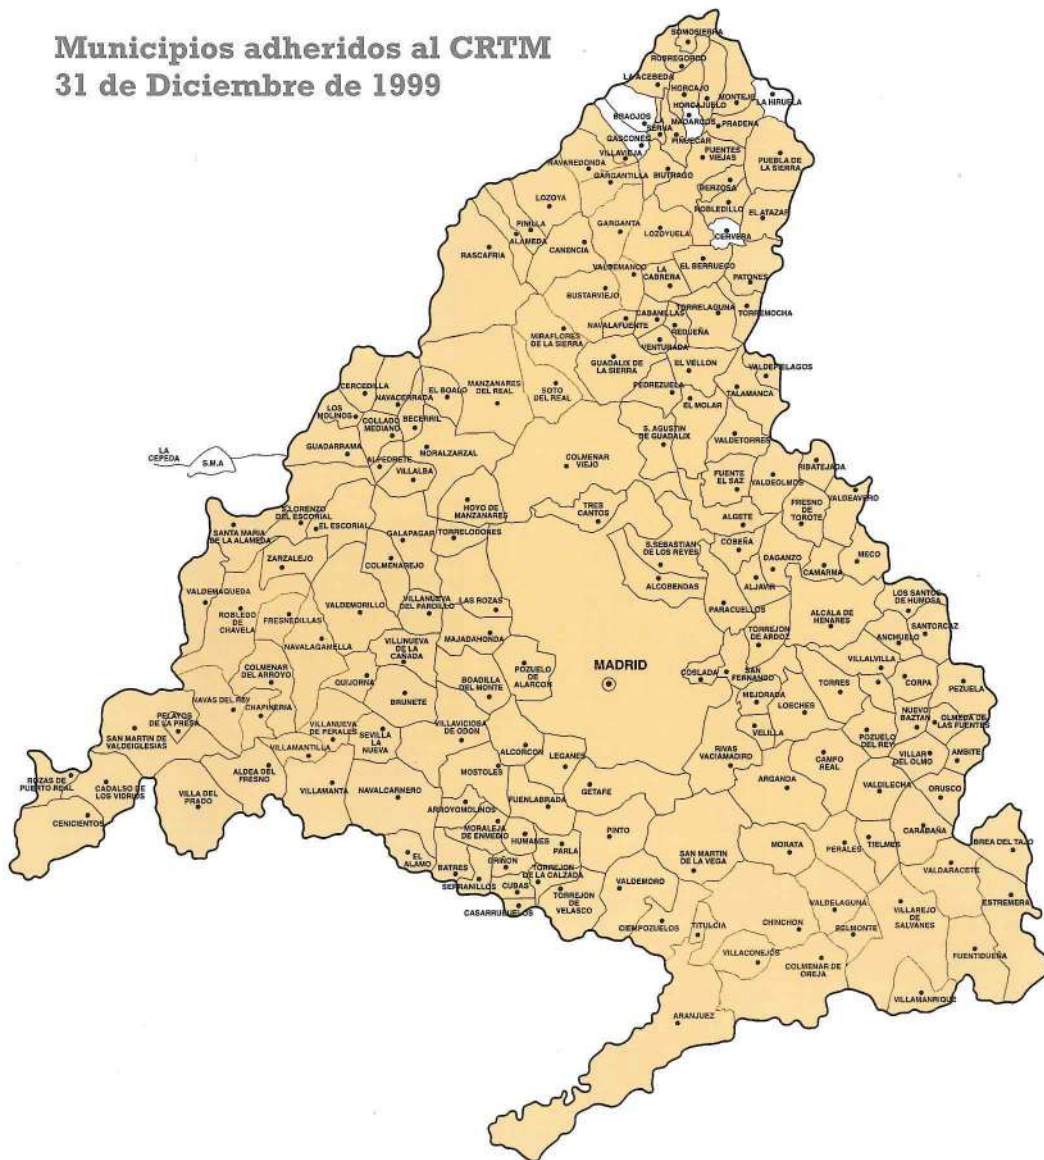 Municipios adheridos al CRTM
31 de Diciembre de 1999
SOMOSIERRA
ROBREGORDO
LA ACEBEDA
HORCAJO
MONTEJO
LA HIRUELA
HORCAJUELO
BRAOJOS
LA
SERNA
MADARCOS
PRADENA
PIÑUECAR
GASCONES
VILLAVIEJA
PUENTES
VIEJAS
PUEBLA DE
LA SIERRA
NAVAREDONDA
GARGANTILLA
BUITRAGO
BERZOSA
ROBLEDILLO
EL ATAZAR
LOZOYA
PINILLA
ALAMEDA
GARGANTA
LOZOYUELA
CERVERA
RASCAFRIA
CANENCIA
VALDEMANCO
LA
CABRERA
EL BERRUECO
PATONES
BUSTARVIEJO
CABANILLAS
TORRELAGUNA
TORREMOCHA
NAVALAFUENTE
REDUEÑA
MIRAFLORES
DE LA SIERRA
VENTURADA
GUADALIX DE
LA SIERRA
EL VELLON
VALDEPIELAGOS
CERCEDILLA
NAVACERRADA
EL BOALO
MANZANARES
DEL REAL
SOTO
DEL REAL
PEDREZUELA
TALAMANCA
EL MOLAR
LOS
MOLINOS
COLLADO
MEDIANO
BECERRIL
GUADARRAMA
MORALZARZAL
S. AGUSTIN
DE GUADALIX
VALDETORRES
LA
CEPEDA
S.M.A
ALPEDRETE
VILLALBA
COLMENAR
VIEJO
FUENTE
EL SAZ
VALDEOLMOS
RIBATEJADA
VALDEAVERO
S.LORENZO
DEL ESCORIAL
EL ESCORIAL
SANTA MARIA
DE LA ALAMEDA
HOYO DE
MANZANARES
TRES
CANTOS
FRESNO
DE
TOROTE
ALGETE
GALAPAGAR
TORRELODONES
ZARZALEJO
COLMENAREJO
S.SEBASTIAN
DE LOS REYES
COBEÑA
DAGANZO
MECO
CAMARMA
ALCOBENDAS
ALJAVIR
VALDEMAQUEDA
ROBLEDO
DE
CHAVELA
FRESNEDILLAS
VALDEMORILLO
VILLANUEVA
DEL PARDILLO
LAS ROZAS
PARACUELLOS
ALCALA DE
HENARES
LOS SANTOS
DE HUMOSA
SANTORCAZ
ANCHUELO
NAVALAGAMELLA
VILLNUEVA
DE LA
CAÑADA
MAJADAHONDA
TORREJON
DE ARDOZ
COLMENAR
DEL ARROYO
QUIJORNA
BOADILLA
DEL MONTE
POZUELO
DE
ALARCON
MADRID
COSLADA
SAN
FERNANDO
VILLALVILLA
TORRES
CORPA
PEZUELA
NAVAS DEL REY
CHAPINERIA
BRUNETE
MEJORADA
LOECHES
NUEVO
BAZTAN
OLMEDA DE
LAS FUENTES
PELAYOS
DE LA PRESA
SAN MARTIN DE
VALDEIGLESIAS
VILLANUEVA
DE PERALES
SEVILLA
LA
NUEVA
VILLAVICIOSA
DE ODON
VELILLA
POZUELO
DEL REY
VILLAMANTILLA
ALCORCON
LEGANES
RIVAS
VACIAMADIRO
CAMPO
REAL
VILLAR
DEL OLMO
AMBITE
ROZAS DE
PUERTO REAL
CADALSO DE
LOS VIDRIOS
ALDEA DEL
FRESNO
MOSTOLES
ARGANDA
VALDILECHA
ORUSCO
CENICIENTOS
VILLA DEL
PRADO
VILLAMANTA
NAVALCARNERO
ARROYOMOLINOS
FUENLABRADA
GETAFE
MORALEJA
DE ENMEDIO
HUMANES
PINTO
CARABAÑA
BREA DEL TAJO
EL
ALAMO
PARLA
SAN MARTIN
DE LA VEGA
MORATA
PERALES
TIELMES
VALDARACETE
BATRES
GRIÑON
TORREJON
DE LA CALZADA
SERRANILLOS
CUBAS
CASARRUBUELOS
TORREJON
DE
VELASCO
VALDEMORO
ESTREMERA
VALDELAGUNA
VILLAREJO
DE
SALVANES
CIEMPOZUELOS
TITULCIA
CHINCHON
BELMONTE
VILLACONEJOS
COLMENAR DE
OREJA
FUENTIDUEÑA
VILLAMANRIQUE
ARANJUEZ